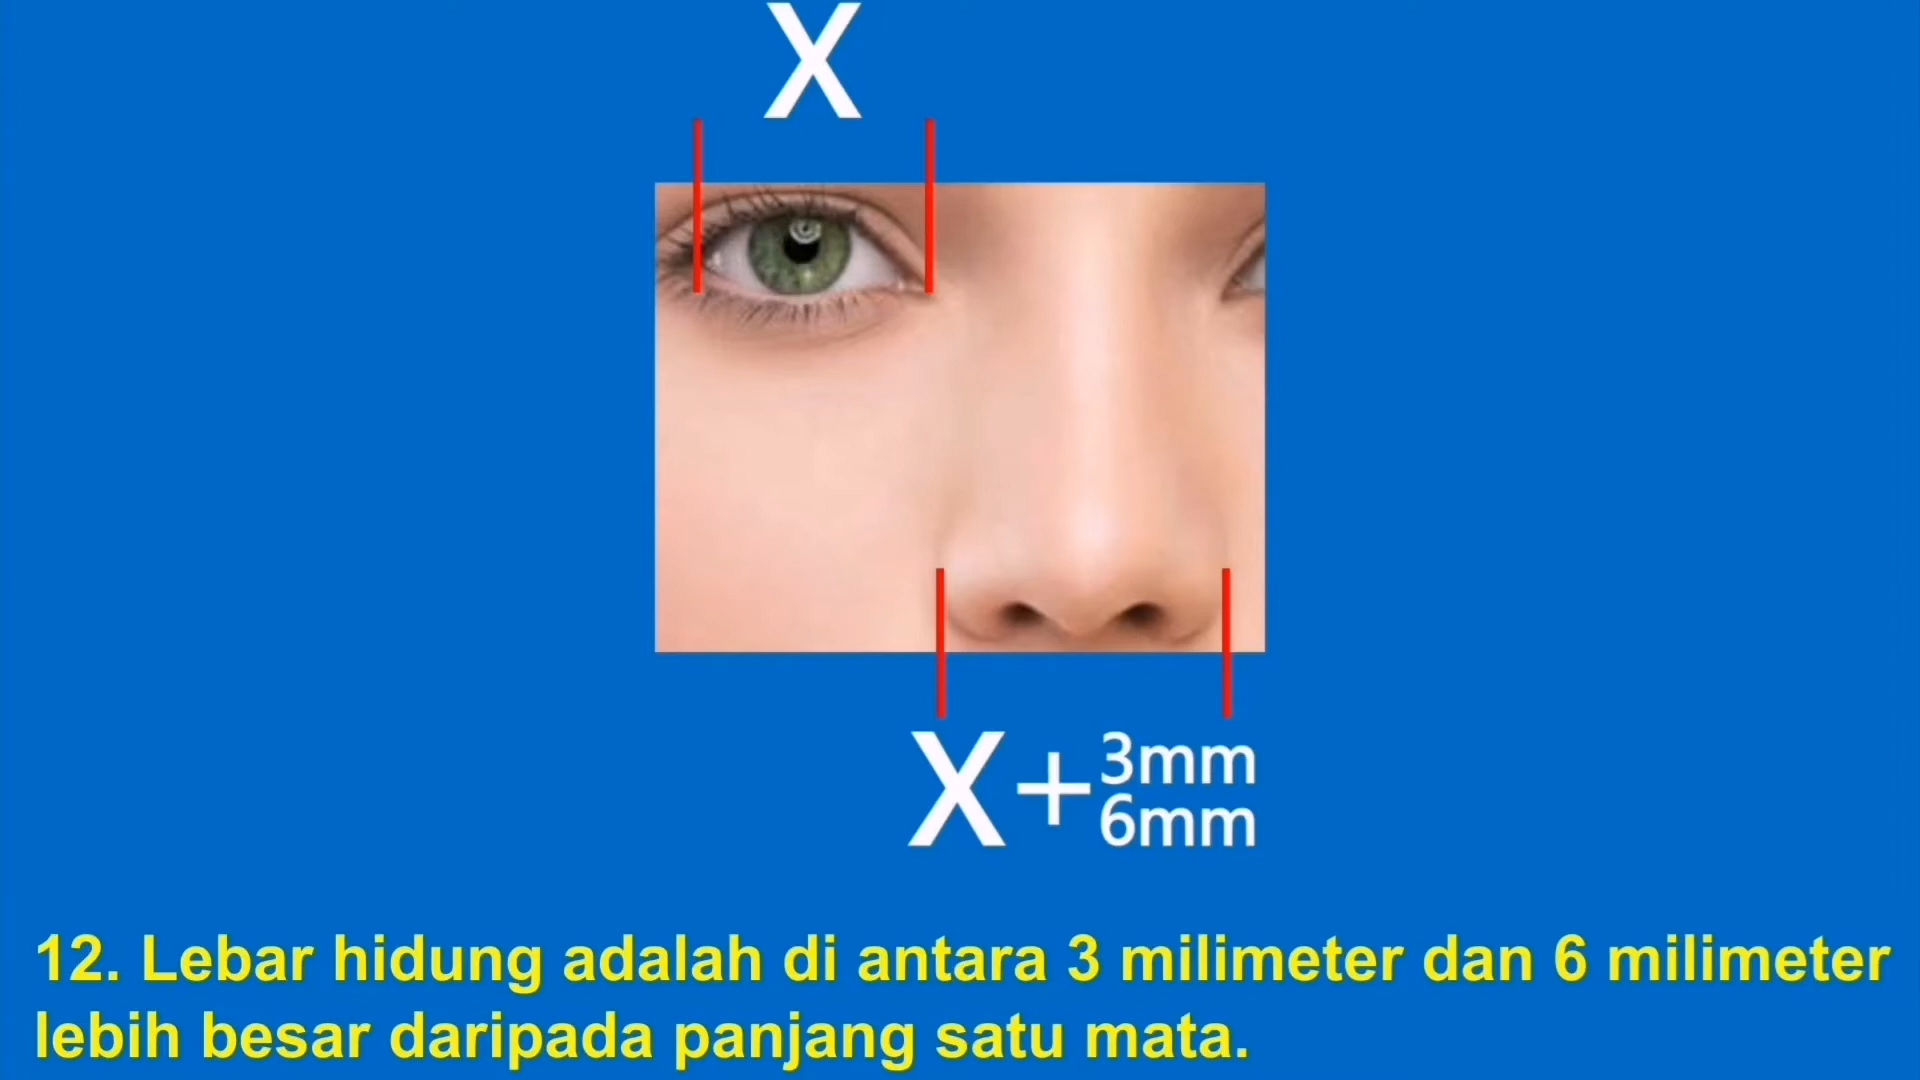 X
X+3mm
6mm
12. Lebar hidung adalah di antara 3 milimeter dan 6 milimeter
lebih besar daripada panjang satu mata.